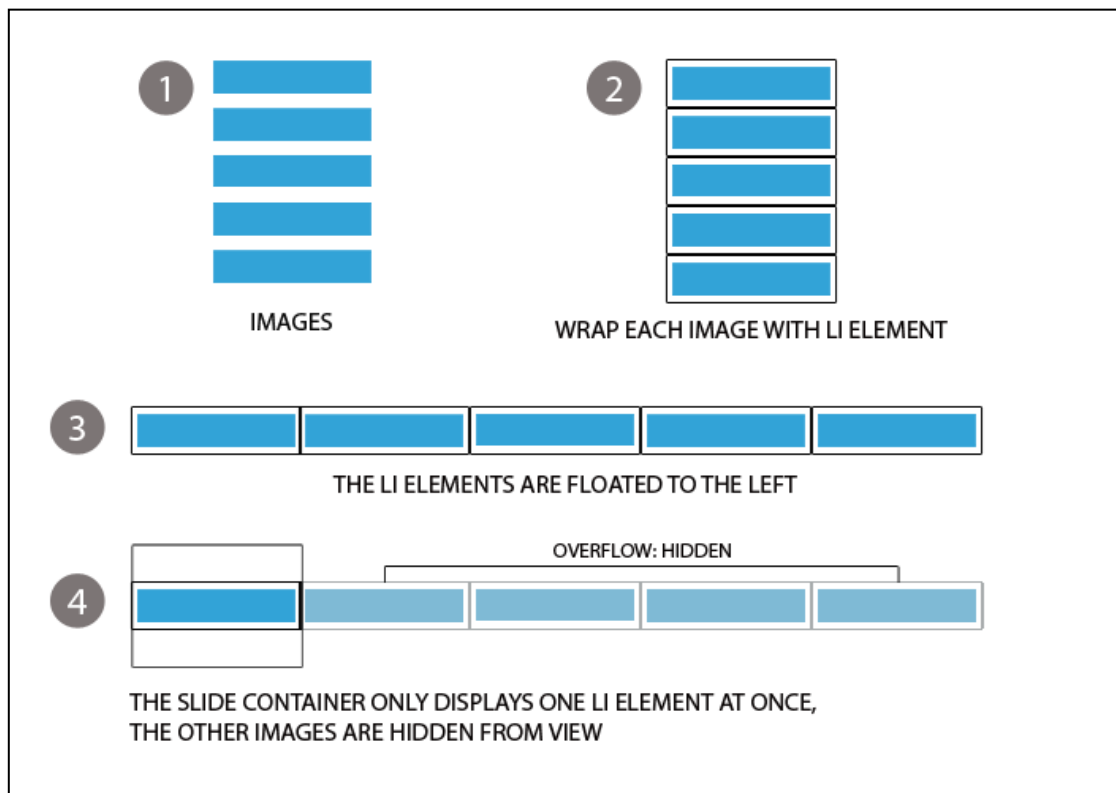 1
IMAGES
2
WRAP EACH IMAGE WITH LI ELEMENT
3
THE LI ELEMENTS ARE FLOATED TO THE LEFT
OVERFLOW: HIDDEN
4
THE SLIDE CONTAINER ONLY DISPLAYS ONE LI ELEMENT AT ONCE,
THE OTHER IMAGES ARE HIDDEN FROM VIEW